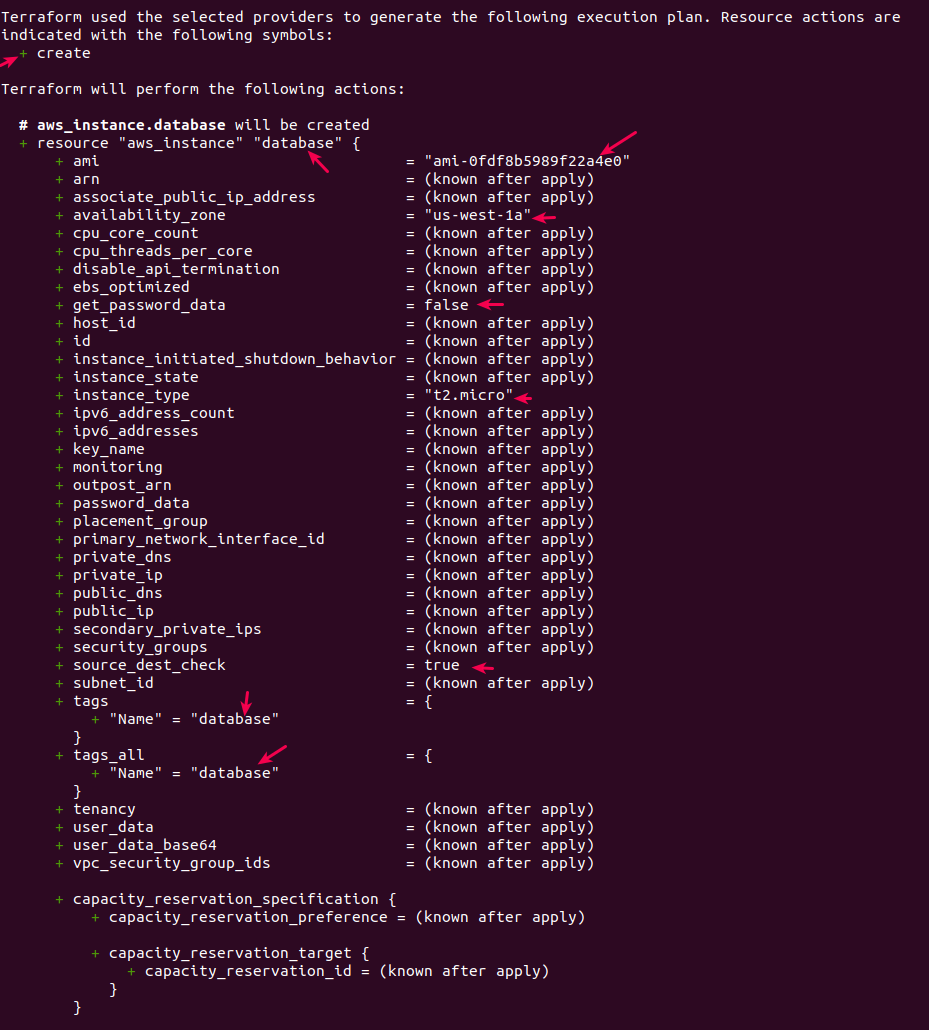 Terraform used the selected providers to generate the following execution plan. Resource actions are
indicated with the following symbols:
  + create

Terraform will perform the following actions:

  # aws_instance.database will be created
  + resource "aws_instance" "database" {
      + ami                                  = "ami-0fdf8b5989f22a4e0"
      + arn                                  = (known after apply)
      + associate_public_ip_address          = (known after apply)
      + availability_zone                    = "us-west-1a"
      + cpu_core_count                       = (known after apply)
      + cpu_threads_per_core                 = (known after apply)
      + disable_api_termination              = (known after apply)
      + ebs_optimized                        = (known after apply)
      + get_password_data                    = false
      + host_id                              = (known after apply)
      + id                                   = (known after apply)
      + instance_initiated_shutdown_behavior = (known after apply)
      + instance_state                       = (known after apply)
      + instance_type                        = "t2.micro"
      + ipv6_address_count                   = (known after apply)
      + ipv6_addresses                       = (known after apply)
      + key_name                             = (known after apply)
      + monitoring                           = (known after apply)
      + outpost_arn                          = (known after apply)
      + password_data                        = (known after apply)
      + placement_group                      = (known after apply)
      + primary_network_interface_id         = (known after apply)
      + private_dns                          = (known after apply)
      + private_ip                           = (known after apply)
      + public_dns                           = (known after apply)
      + public_ip                            = (known after apply)
      + secondary_private_ips                = (known after apply)
      + security_groups                      = (known after apply)
      + source_dest_check                    = true
      + subnet_id                            = (known after apply)
      + tags                                 = {
          + "Name" = "database"
        }
      + tags_all                             = {
          + "Name" = "database"
        }
      + tenancy                              = (known after apply)
      + user_data                            = (known after apply)
      + user_data_base64                     = (known after apply)
      + vpc_security_group_ids               = (known after apply)

      + capacity_reservation_specification {
          + capacity_reservation_preference = (known after apply)

          + capacity_reservation_target {
              + capacity_reservation_id = (known after apply)
            }
        }